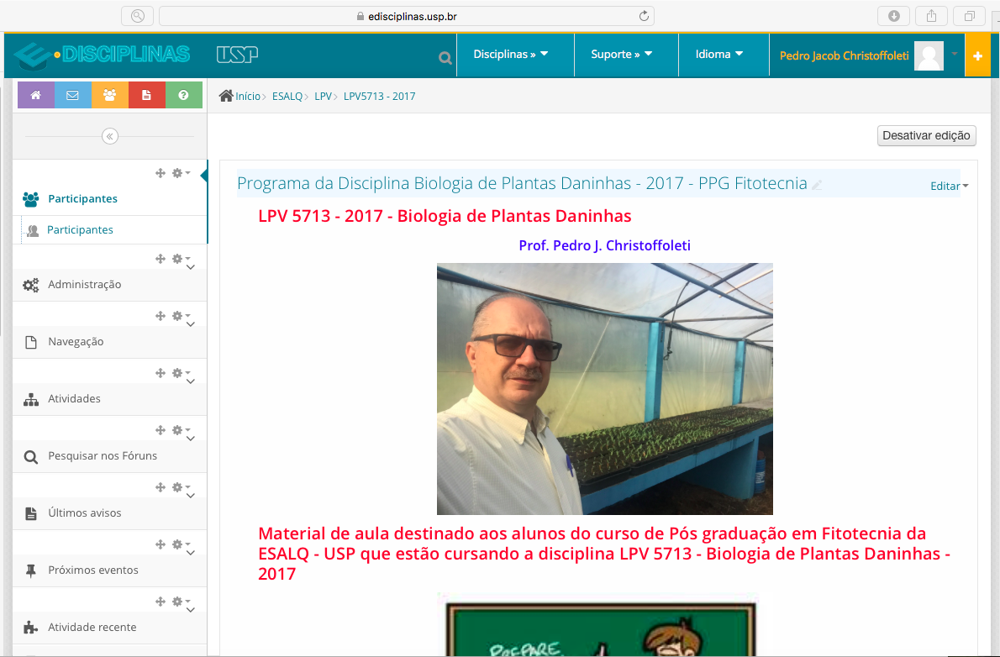 edisciplinas.usp.br
DISCIPLINAS
USP
Disciplinas »
Suporte »
Idioma
Pedro Jacob Christoffoleti
Início
ESALQ
LPV
LPV5713 - 2017
Desativar edição
Participantes
Participantes
Administração
Navegação
Atividades
Pesquisar nos Fóruns
Últimos avisos
Próximos eventos
Atividade recente
Programa da Disciplina Biologia de Plantas Daninhas - 2017 - PPG Fitotecnia
Editar
LPV 5713 - 2017 - Biologia de Plantas Daninhas
Prof. Pedro J. Christoffoleti
Material de aula destinado aos alunos do curso de Pós graduação em Fitotecnia da
ESALQ - USP que estão cursando a disciplina LPV 5713 - Biologia de Plantas Daninhas -
2017
PREPARE